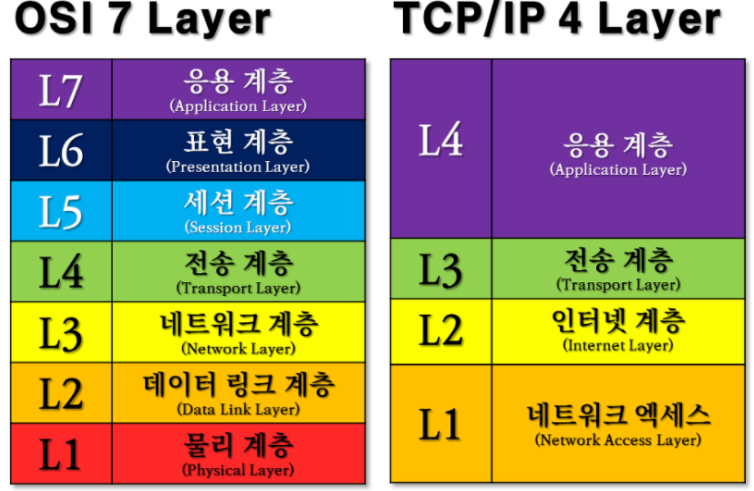 OSI 7 Layer
L7
응용 계층
(Application Layer)
L6
표현 계층
(Presentation Layer)
L5
세션 계층
(Session Layer)
L4
전송 계층
(Transport Layer)
L3
네트워크 계층
(Network Layer)
L2
데이터 링크 계층
(Data Link Layer)
L1
물리 계층
(Physical Layer)
TCP/IP 4 Layer
L4
응용 계층
(Application Layer)
L3
전송 계층
(Transport Layer)
L2
인터넷 계층
(Internet Layer)
L1
네트워크 엑세스
(Network Access Layer)